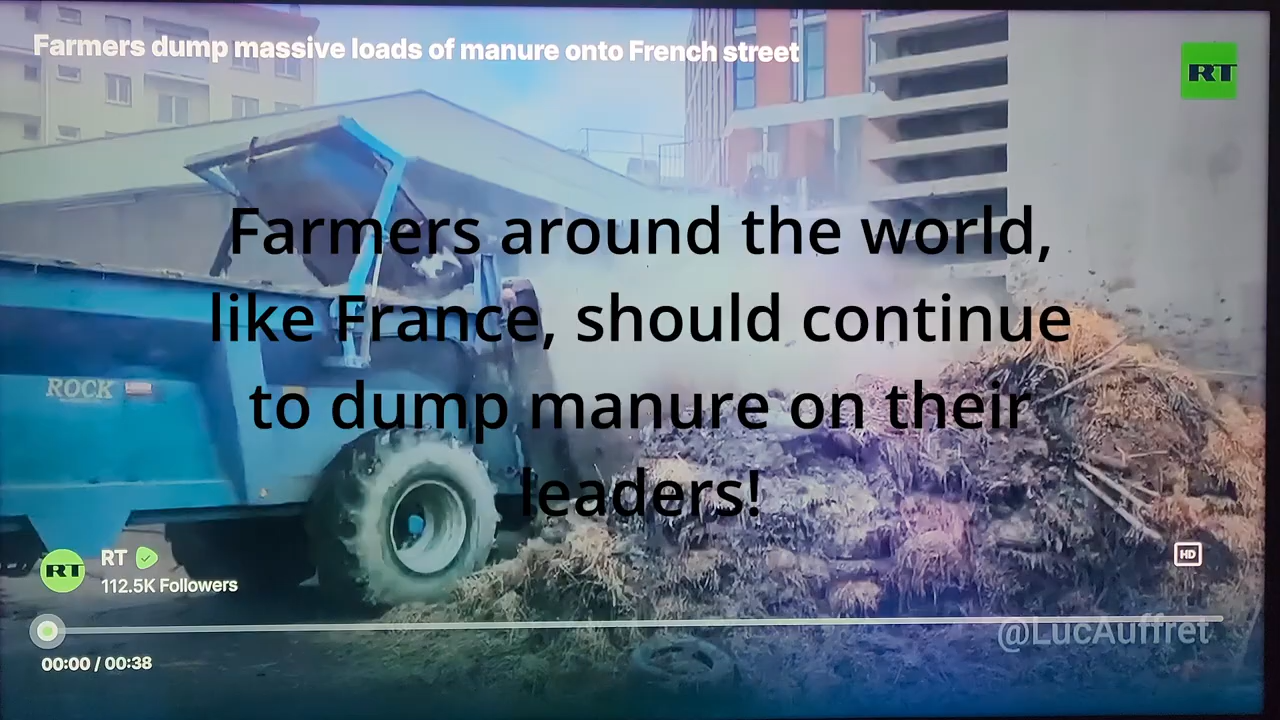 Farmers dump massive loads of manure onto French street
RT
Farmers around the world,
like France, should continue
to dump manure on their
leaders!
ROCK
RT
RT
112.5K Followers
HD
@LucAuffret
00:00 / 00:38